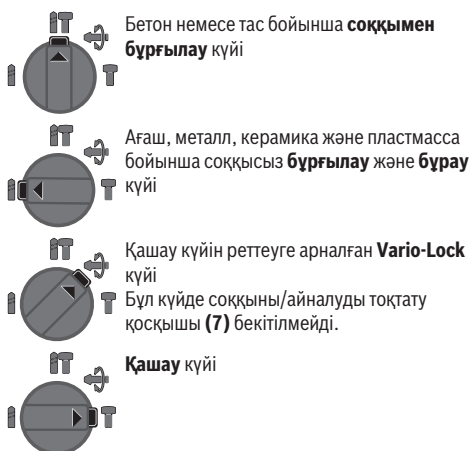 Бетон немесе тас бойынша соққымен
бұрғылау күйі
Ағаш, металл, керамика және пластмасса
бойынша соққысыз бұрғылау және бұрау
күйі
Қашау күйін реттеуге арналған Vario-Lock
күйі
Бұл күйде соққыны/айналуды тоқтату
қосқышы (7) бекітілмейді.
Қашау күйі